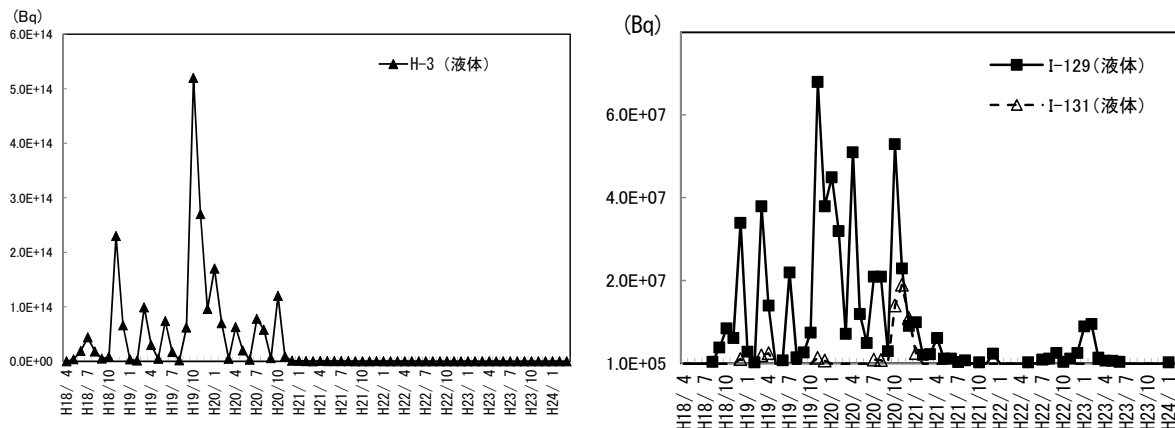 (Bq)
6.0E+14
5.0E+14
4.0E+14
3.0E+14
2.0E+14
1.0E+14
0.0E+00
H-3 (液体)
H18/ 4
H18/ 7
H18/10
H19/ 1
H19/ 4
H19/ 7
H19/10
H20/ 1
H20/ 4
H20/ 7
H20/10
H21/ 1
H21/ 4
H21/ 7
H21/10
H22/ 1
H22/ 4
H22/ 7
H22/10
H23/ 1
H23/ 4
H23/ 7
H23/10
H24/ 1
(Bq)
6.0E+07
4.0E+07
2.0E+07
1.0E+05
I-129(液体)
I-131(液体)
H18/ 4
H18/ 7
H18/10
H19/ 1
H19/ 4
H19/ 7
H19/10
H20/ 1
H20/ 4
H20/ 7
H20/10
H21/ 1
H21/ 4
H21/ 7
H21/10
H22/ 1
H22/ 4
H22/ 7
H22/10
H23/ 1
H23/ 4
H23/ 7
H23/10
H24/ 1